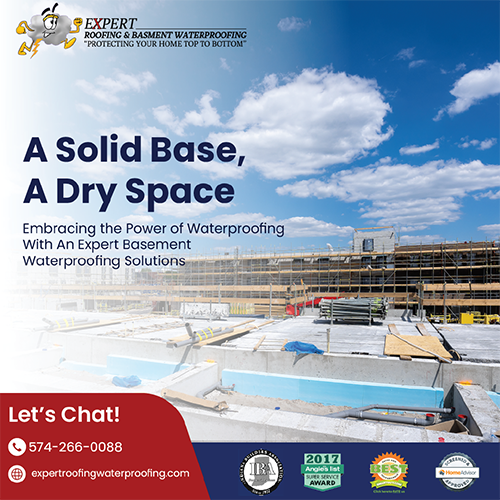 EXPERT
ROOFING & BASMENT WATERPROOFING
"PROTECTING YOUR HOME TOP TO BOTTOM"
A Solid Base,
A Dry Space
Embracing the Power of Waterproofing
With An Expert Basement
Waterproofing Solutions
Let's Chat!
574-266-0088
expertroofingwaterproofing.com
BUILDERS ASSOCIATION
2017
Angie's list
SUPER SERVICE
AWARD
BEST
SCREENED
HomeAdvisor
APPROVED